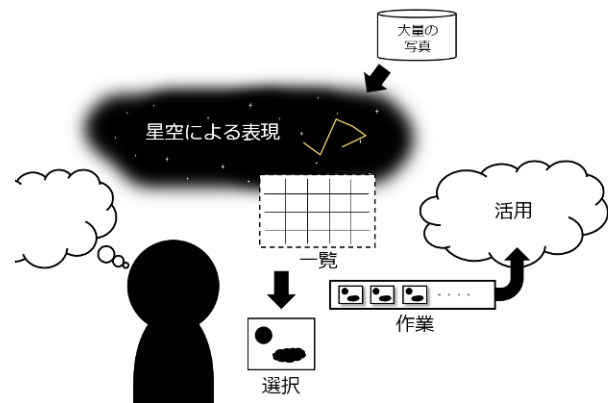 大量の
写真
星空による表現
活用
一覧
作業
選択